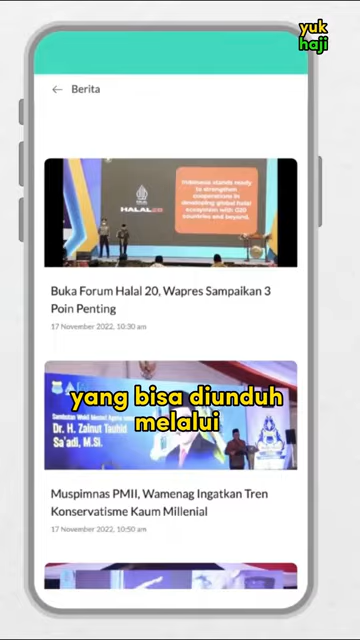 yuk
haji
Berita
HALAL20
Indonesia stands ready
to strengthen
cooperations in
developing global halal
ecosystem with G20
countries and beyond.
Buka Forum Halal 20, Wapres Sampaikan 3
Poin Penting
17 November 2022, 10:30 am
Sambutan Wakil Menteri Agama
Dr. H. Zainut Tauhid
Sa'adi, M.Si.
yang bisa diunduh
melalui
Muspimnas PMII, Wamenag Ingatkan Tren
Konservatisme Kaum Millenial
17 November 2022, 10:50 am